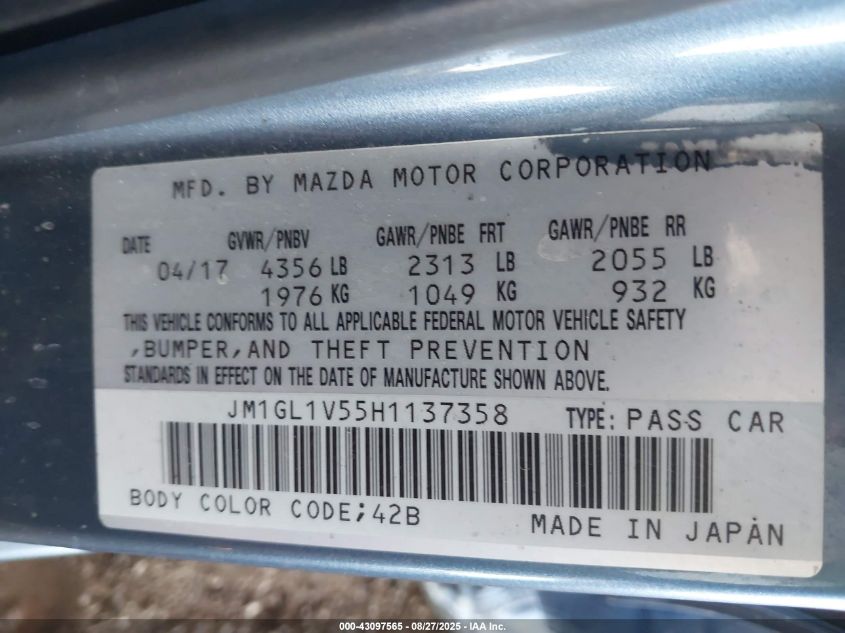 MFD. BY MAZDA MOTOR CORPORATION
DATE GVWR/PNBV GAWR/PNBE FRT GAWR/PNBE RR
04/17 4356 LB 2313 LB 2055 LB
1976 KG 1049 KG 932 KG
THIS VEHICLE CONFORMS TO ALL APPLICABLE FEDERAL MOTOR VEHICLE SAFETY
,BUMPER,AND THEFT PREVENTION
STANDARDS IN EFFECT ON THE DATE OF MANUFACTURE SHOWN ABOVE.
JM1GL1V55H1137358 TYPE: PASS CAR
BODY COLOR CODE;42B MADE IN JAPAN
000-43097565 - 08/27/2025 - IAA Inc.